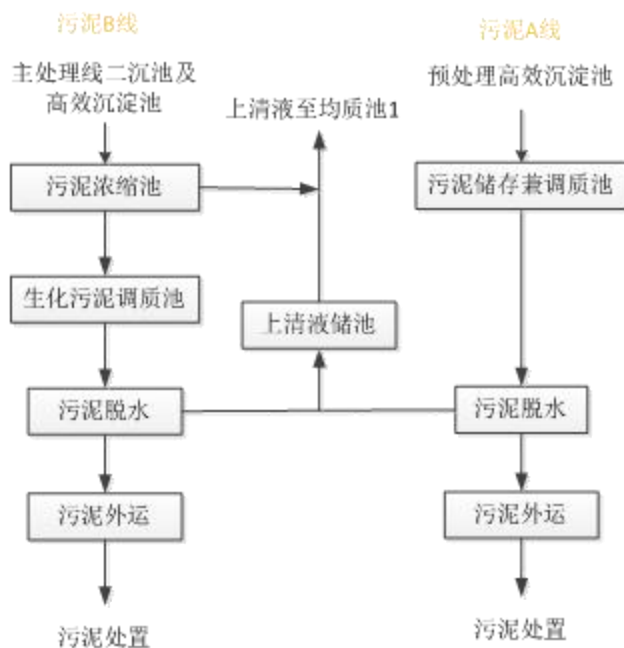 污泥B线
污泥A线
主处理线二沉池及
高效沉淀池
上清液至均质池1
预处理高效沉淀池
污泥浓缩池
污泥储存兼调质池
生化污泥调质池
上清液储池
污泥脱水
污泥脱水
污泥外运
污泥外运
污泥处置
污泥处置